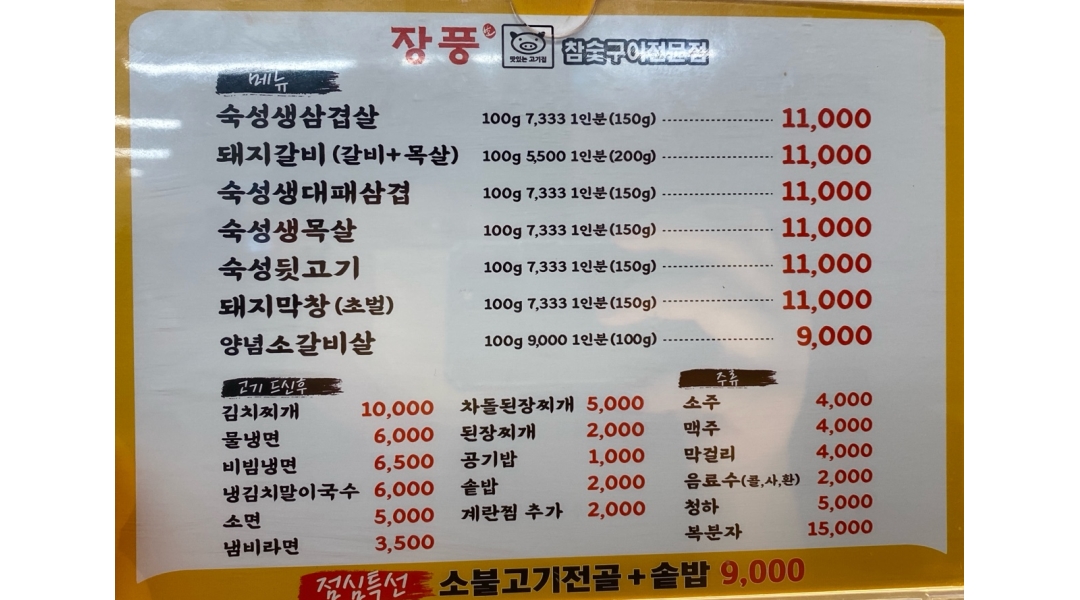 장풍
맛있는 고기집
참숯구이전문점
메뉴
숙성생삼겹살 100g 7,333 1인분(150g) 11,000
돼지갈비(갈비+목살) 100g 5,500 1인분(200g) 11,000
숙성생대패삼겹 100g 7,333 1인분(150g) 11,000
숙성생목살 100g 7,333 1인분(150g) 11,000
숙성뒷고기 100g 7,333 1인분(150g) 11,000
돼지막창(초벌) 100g 7,333 1인분(150g) 11,000
양념소갈비살 100g 9,000 1인분(100g) 9,000
고기 드신후
김치찌개 10,000
물냉면 6,000
비빔냉면 6,500
냉김치말이국수 6,000
소면 5,000
냄비라면 3,500
차돌된장찌개 5,000
된장찌개 2,000
공기밥 1,000
솥밥 2,000
계란찜 추가 2,000
주류
소주 4,000
맥주 4,000
막걸리 4,000
음료수(콜,사,환) 2,000
청하 5,000
복분자 15,000
점심특선 소불고기전골+솥밥 9,000